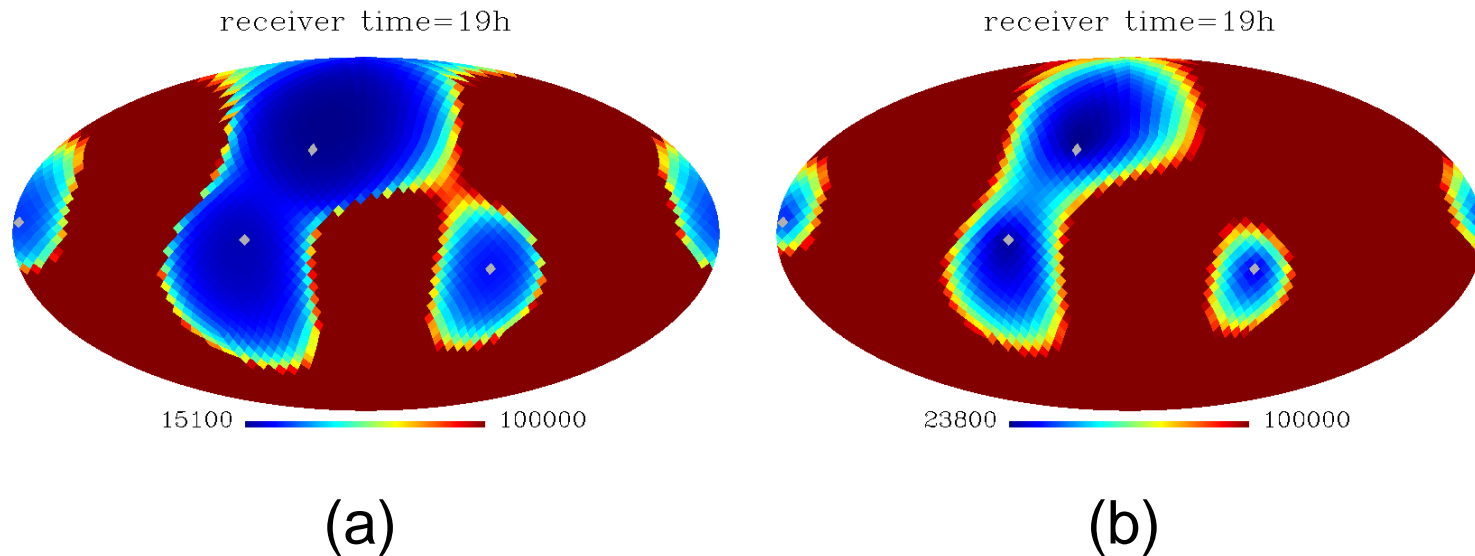 receiver time=19h
receiver time=19h
15100 100000
23800 100000
(a)
(b)